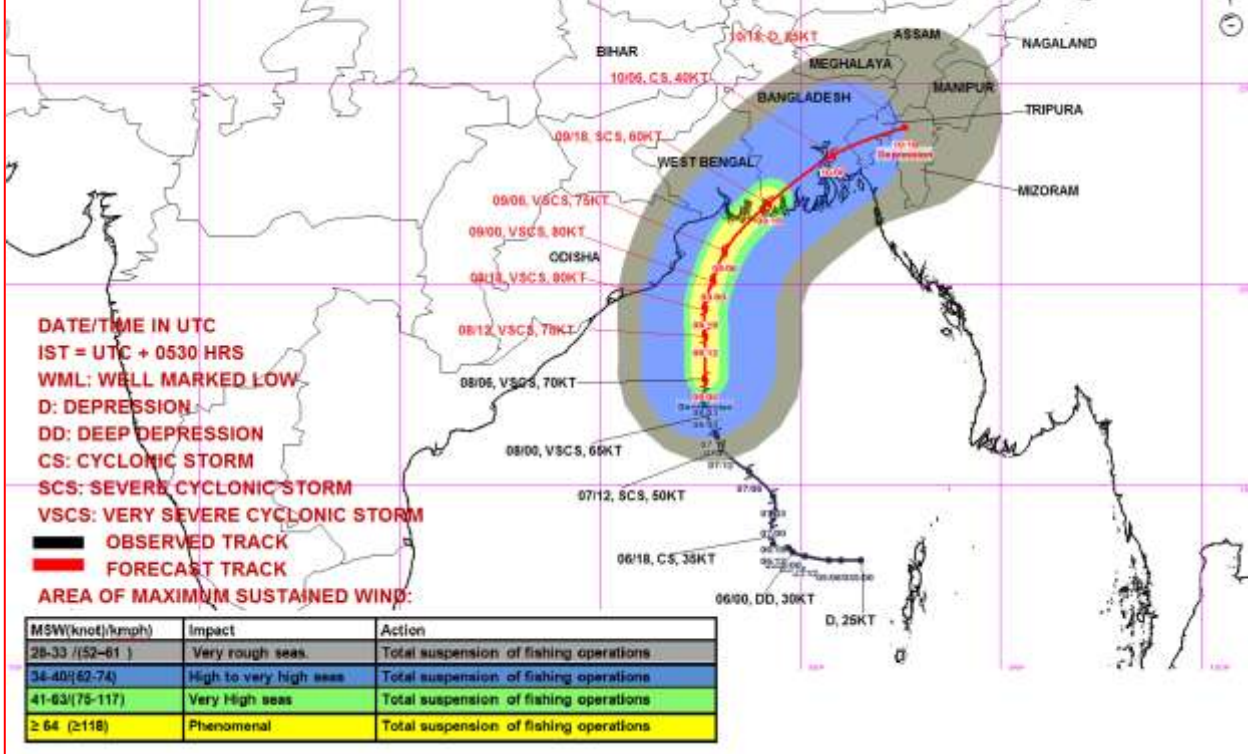 10/18, D, 25KT
ASSAM
NAGALAND
BIHAR
MEGHALAYA
10/06, CS, 40KT
MANIPUR
BANGLADESH
TRIPURA
09/18, SCS, 60KT
Depression
WEST BENGAL
MIZORAM
09/06, VSCS, 75KT
09/00, VSCS, 80KT
ODISHA
08/18, VSCS, 80KT
DATE/TIME IN UTC
08/12, VSCS, 75KT
IST = UTC + 0530 HRS
WML: WELL MARKED LOW
08/06, VSCS, 70KT
D: DEPRESSION
DD: DEEP DEPRESSION
08/00, VSCS, 65KT
CS: CYCLONIC STORM
07/12
SCS: SEVERE CYCLONIC STORM
07/12, SCS, 50KT
VSCS: VERY SEVERE CYCLONIC STORM
OBSERVED TRACK
06/18, CS, 35KT
FORECAST TRACK
AREA OF MAXIMUM SUSTAINED WIND:
06/00, DD, 30KT
D, 25KT
MSW(knot)/kmph) Impact Action
28-33 /(52–61 ) Very rough seas. Total suspension of fishing operations
34-40/(62-74) High to very high seas Total suspension of fishing operations
41-63/(75-117) Very High seas Total suspension of fishing operations
≥ 64 (≥118) Phenomenal Total suspension of fishing operations